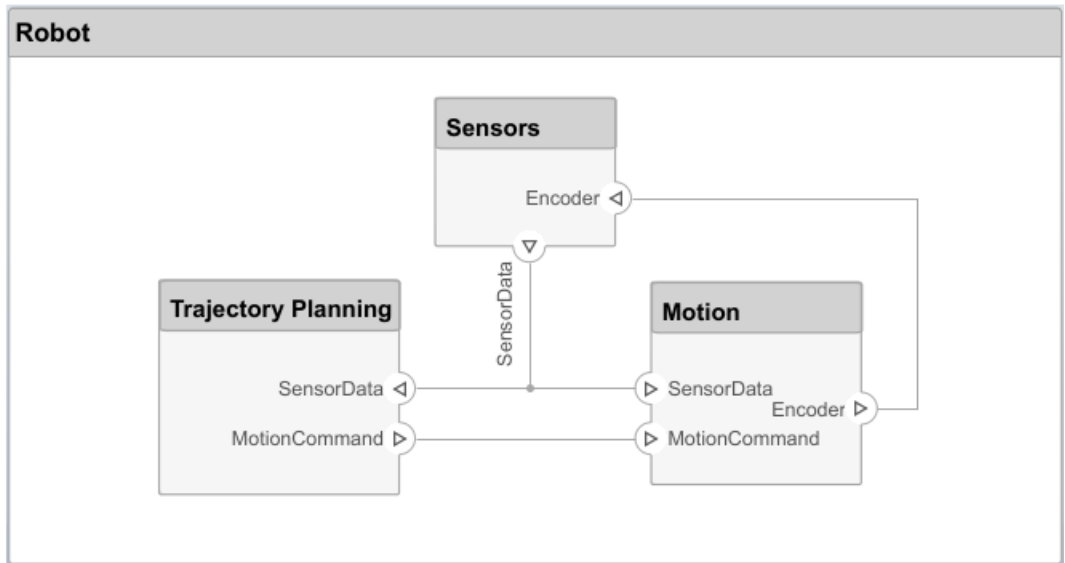 Robot
Sensors
Encoder
SensorData
Trajectory Planning
SensorData
MotionCommand
Motion
SensorData
Encoder
MotionCommand